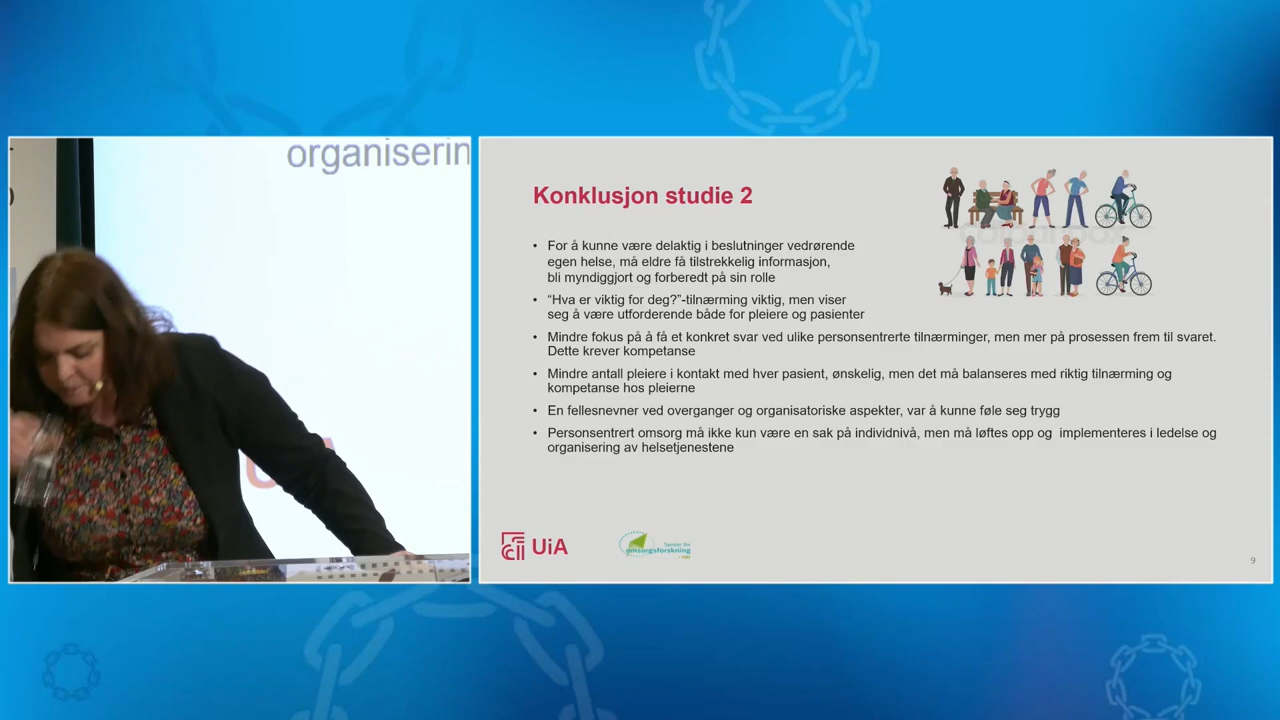 organiserin
Konklusjon studie 2
• For å kunne være delaktig i beslutninger vedrørende
egen helse, må eldre få tilstrekkelig informasjon,
bli myndiggjort og forberedt på sin rolle
• “Hva er viktig for deg?”-tilnærming viktig, men viser
seg å være utforderende både for pleiere og pasienter
• Mindre fokus på å få et konkret svar ved ulike personsentrerte tilnærminger, men mer på prosessen frem til svaret.
Dette krever kompetanse
• Mindre antall pleiere i kontakt med hver pasient, ønskelig, men det må balanseres med riktig tilnærming og
kompetanse hos pleierne
• En fellesnevner ved overganger og organisatoriske aspekter, var å kunne føle seg trygg
• Personsentrert omsorg må ikke kun være en sak på individnivå, men må løftes opp og  implementeres i ledelse og
organisering av helsetjenestene
UiA
Senter for
omsorgsforskning
9